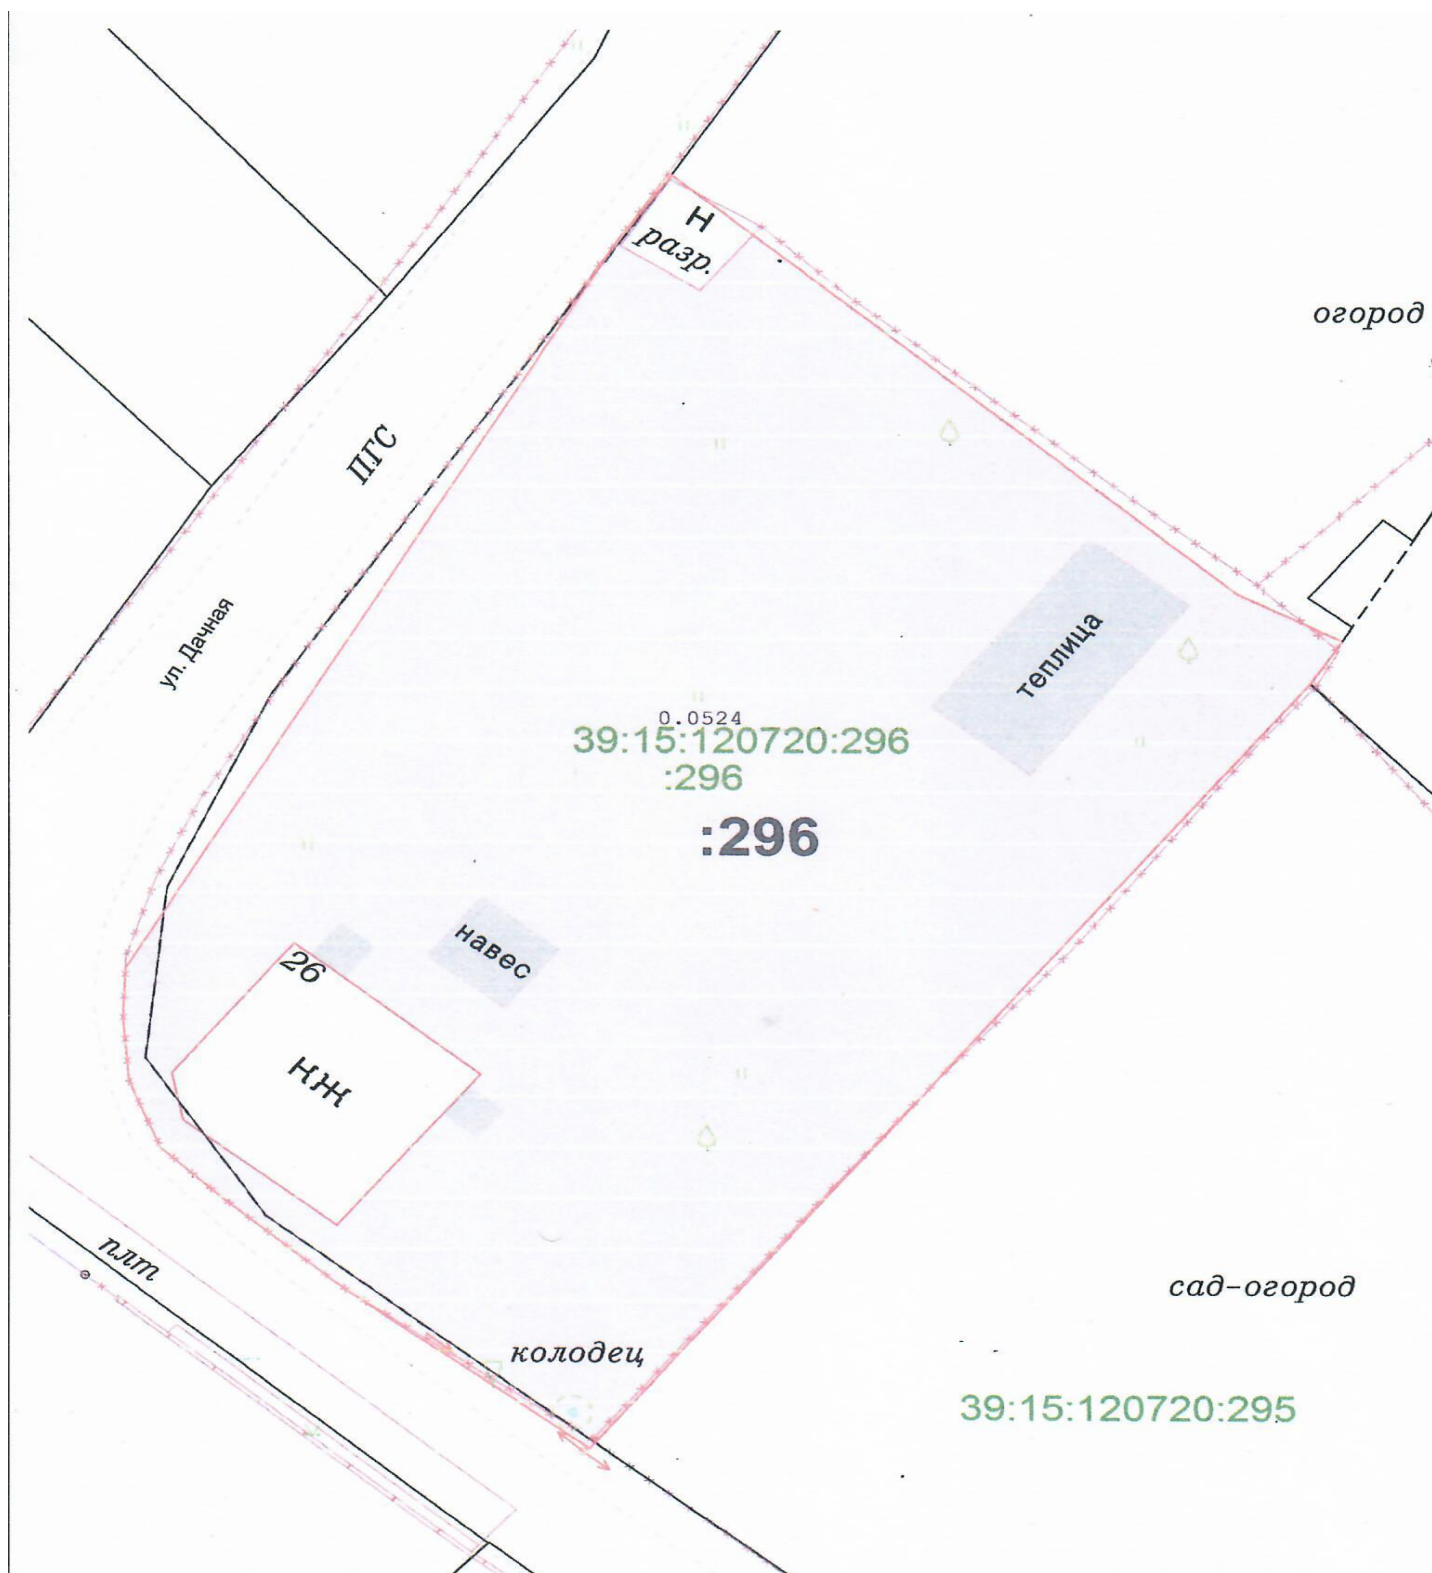 Н
разр.
огород
ПГС
ул. Дачная
теплица
0.0524
39:15:120720:296
:296
:296
навес
26
КЖ
плт
сад-огород
колодец
39:15:120720:295